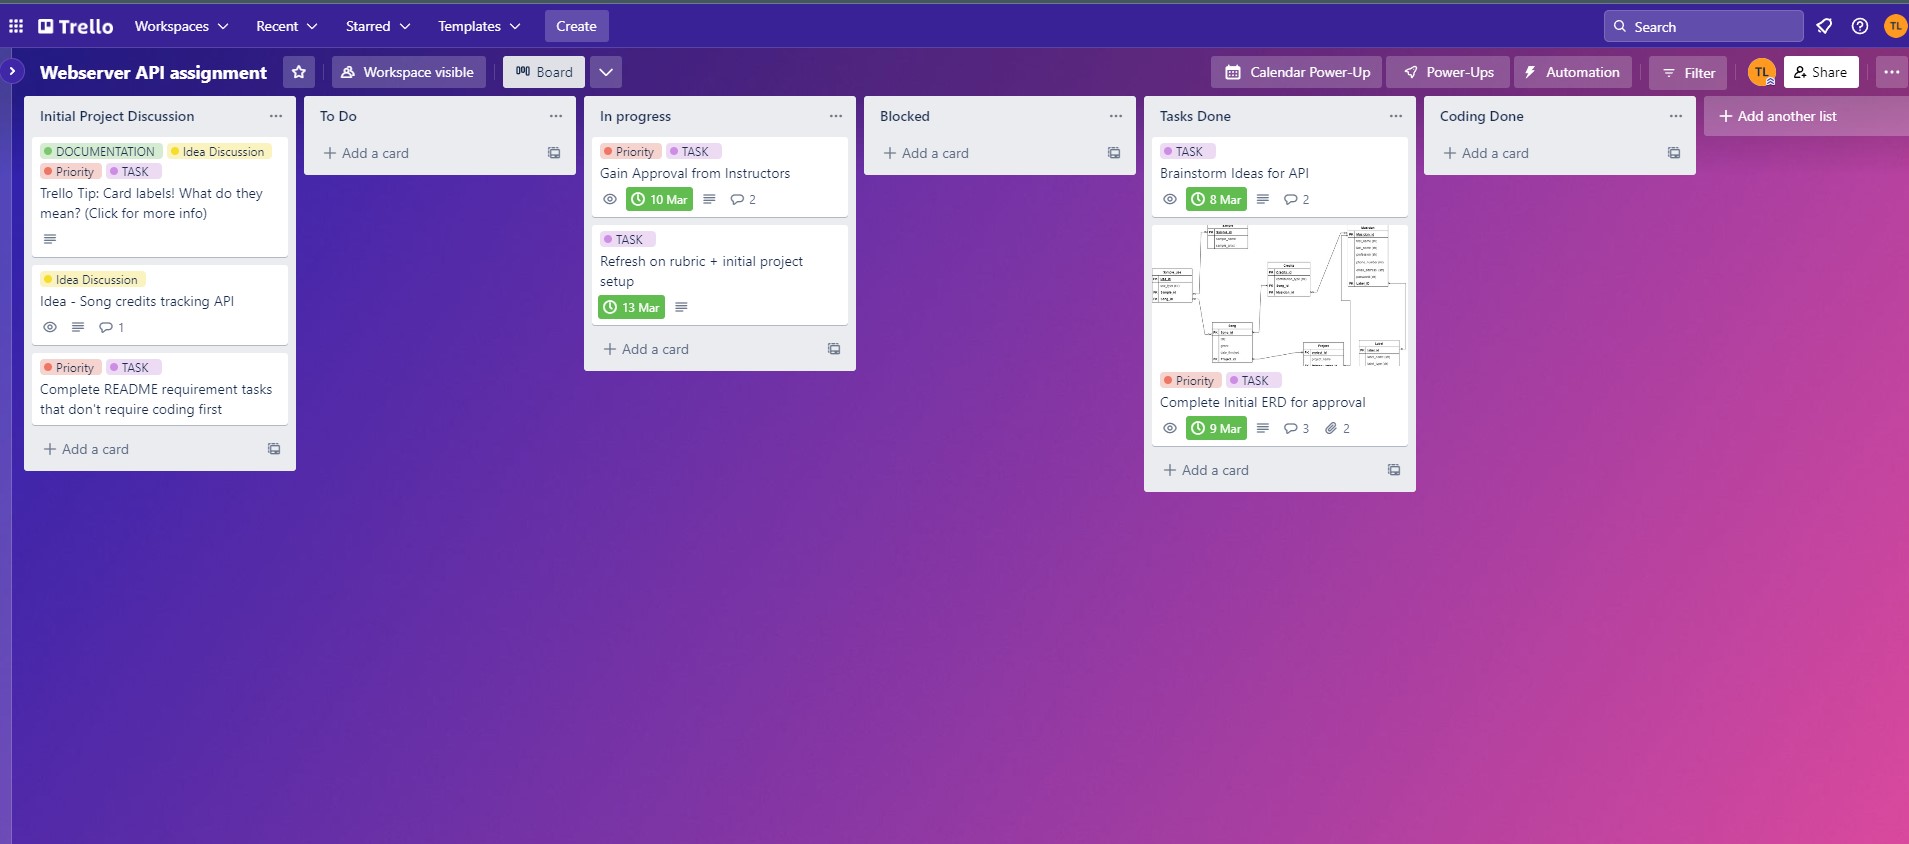 Trello
Workspaces
Recent
Starred
Templates
Create
Search
TL
Webserver API assignment
Workspace visible
Board
Calendar Power-Up
Power-Ups
Automation
Filter
TL
Share
Initial Project Discussion
DOCUMENTATION
Idea Discussion
Priority
TASK
Trello Tip: Card labels! What do they
mean? (Click for more info)
Idea Discussion
Idea - Song credits tracking API
1
Priority
TASK
Complete README requirement tasks
that don't require coding first
+ Add a card
To Do
+ Add a card
In progress
Priority
TASK
Gain Approval from Instructors
10 Mar
2
TASK
Refresh on rubric + initial project
setup
13 Mar
+ Add a card
Blocked
+ Add a card
Tasks Done
TASK
Brainstorm Ideas for API
8 Mar
2
Priority
TASK
Complete Initial ERD for approval
9 Mar
3
2
+ Add a card
Coding Done
+ Add a card
+ Add another list